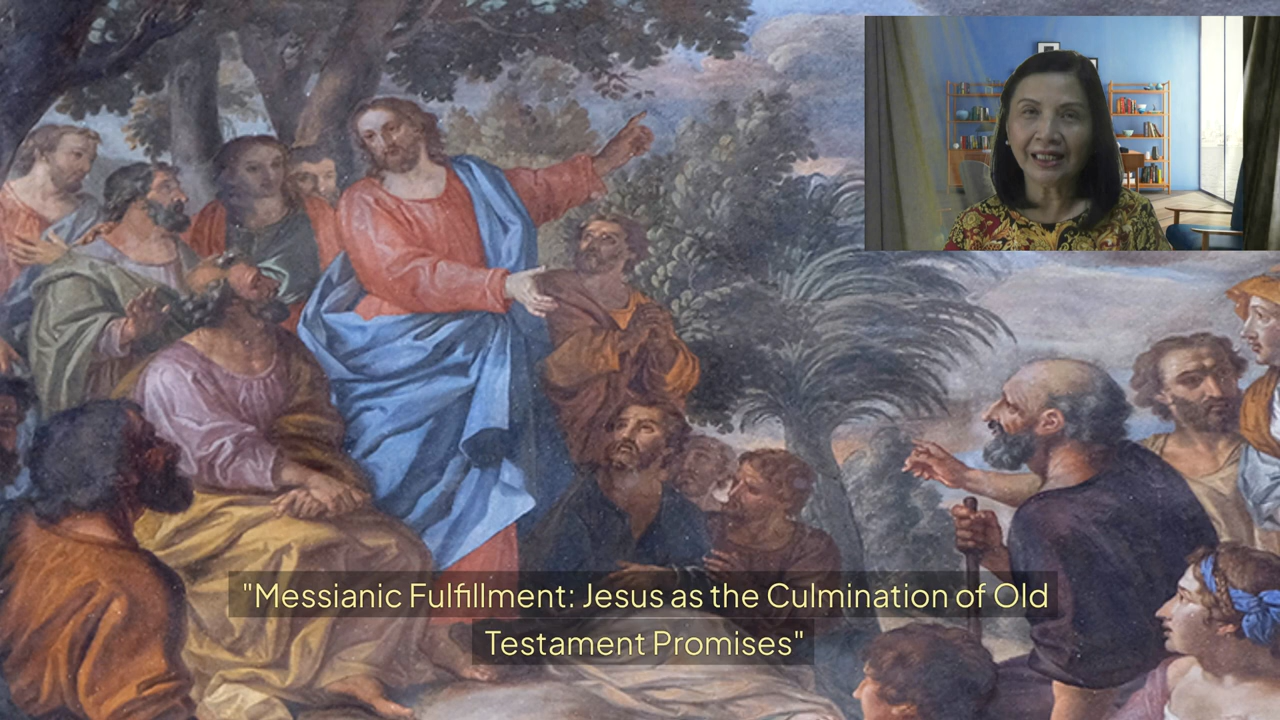 "Messianic Fulfillment: Jesus as the Culmination of Old
Testament Promises"